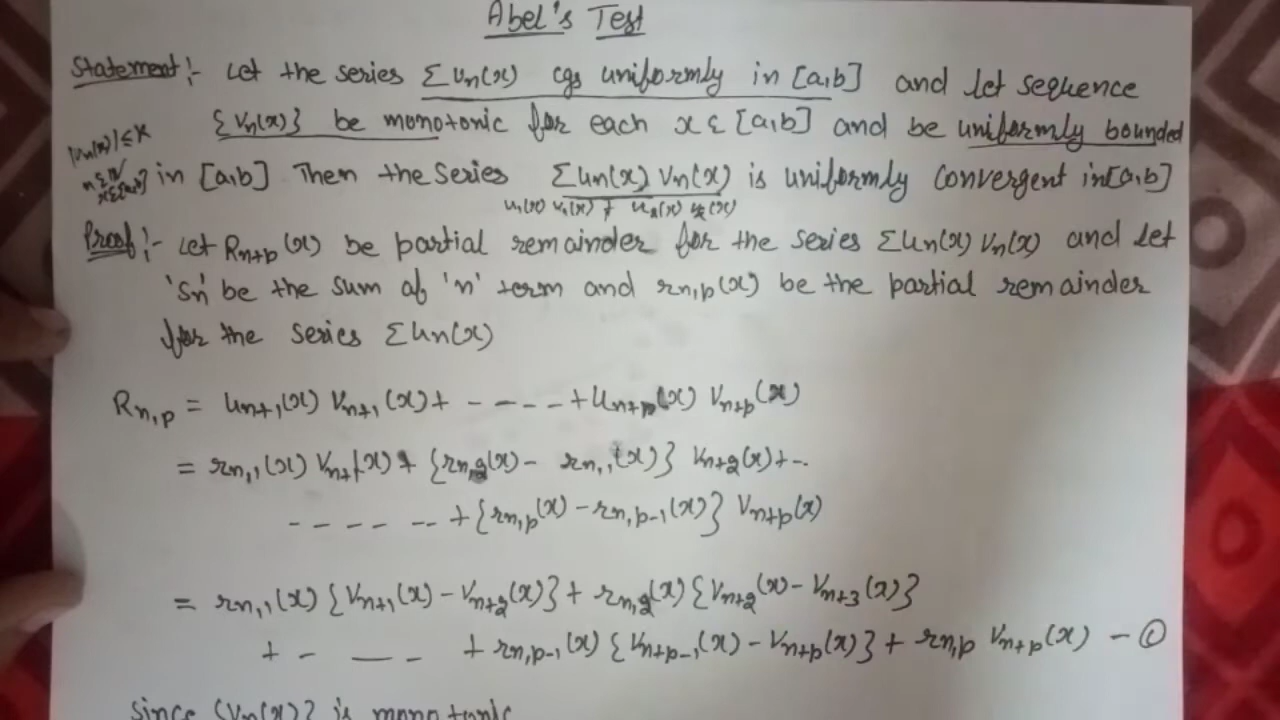 Abel's Test
Statement :- Let the series Σun(x) cgs uniformly in [a,b] and let sequence
{vn(x)} be monotonic for each x ε [a,b] and be uniformly bounded
|vn(x)| ≤ K
in [a,b] Then the series Σun(x) vn(x) is uniformly convergent in [a,b]
u1(x) v1(x) + u2(x) v2(x)
Proof :- Let Rn+p(x) be partial remainder for the series Σun(x) vn(x) and let
'Sn' be the sum of 'n' term and rn,p(x) be the partial remainder
for the series Σun(x)
Rn,p = un+1(x) vn+1(x) + - - - - + un+p(x) vn+p(x)
= rn,1(x) vn+1(x) + {rn,2(x) - rn,1(x)} vn+2(x) + -.
- - - - - -- + {rn,p(x) - rn,p-1(x)} vn+p(x)
= rn,1(x) {vn+1(x) - vn+2(x)} + rn,2(x) {vn+2(x) - vn+3(x)}
+ - - - - + rn,p-1(x) {vn+p-1(x) - vn+p(x)} + rn,p vn+p(x) - ①
Since {vn(x)} is monotonic